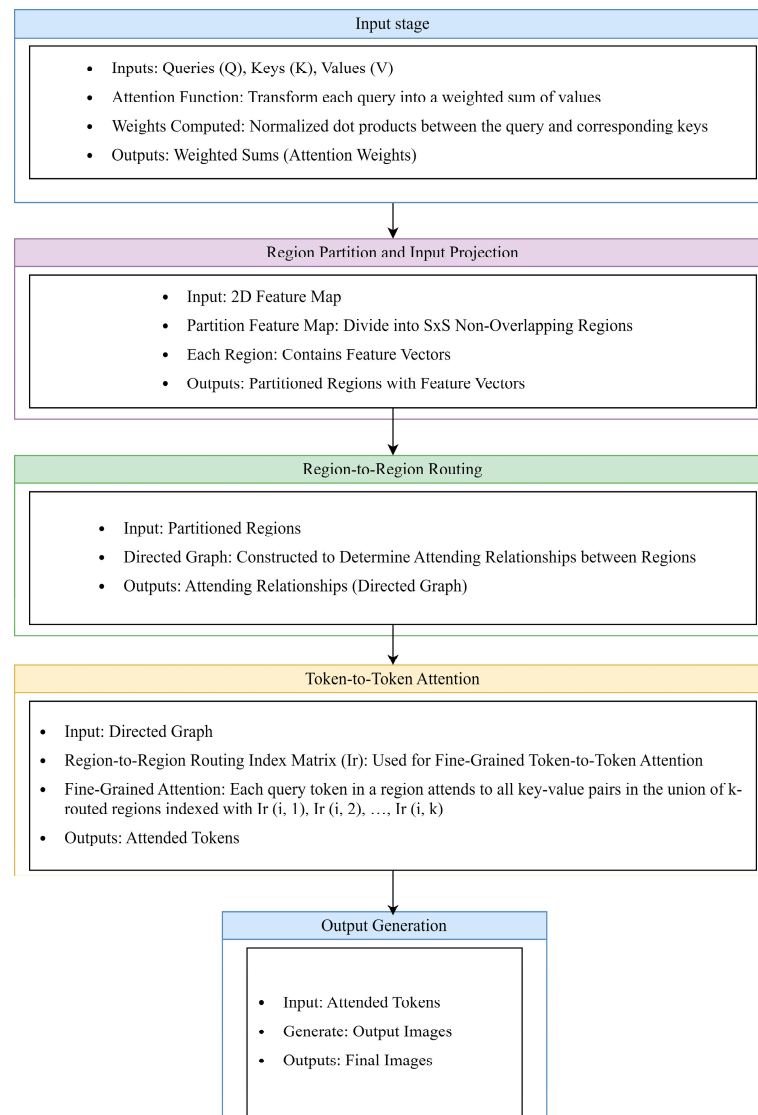 Input stage
• Inputs: Queries (Q), Keys (K), Values (V)
• Attention Function: Transform each query into a weighted sum of values
• Weights Computed: Normalized dot products between the query and corresponding keys
• Outputs: Weighted Sums (Attention Weights)
Region Partition and Input Projection
• Input: 2D Feature Map
• Partition Feature Map: Divide into SxS Non-Overlapping Regions
• Each Region: Contains Feature Vectors
• Outputs: Partitioned Regions with Feature Vectors
Region-to-Region Routing
• Input: Partitioned Regions
• Directed Graph: Constructed to Determine Attending Relationships between Regions
• Outputs: Attending Relationships (Directed Graph)
Token-to-Token Attention
• Input: Directed Graph
• Region-to-Region Routing Index Matrix (Ir): Used for Fine-Grained Token-to-Token Attention
• Fine-Grained Attention: Each query token in a region attends to all key-value pairs in the union of k-
routed regions indexed with Ir (i, 1), Ir (i, 2), …, Ir (i, k)
• Outputs: Attended Tokens
Output Generation
• Input: Attended Tokens
• Generate: Output Images
• Outputs: Final Images